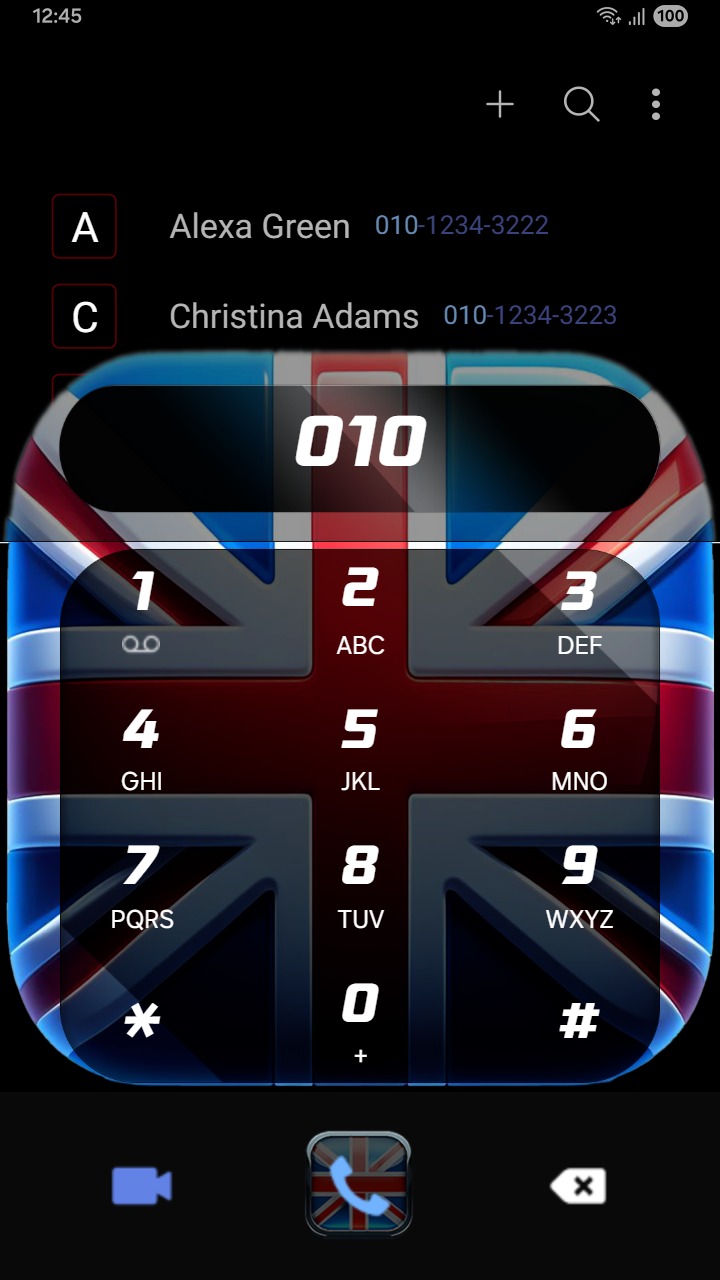 12:45 100
A Alexa Green 010-1234-3222
C Christina Adams 010-1234-3223
010
1 2 3
ABC DEF
4 5 6
GHI JKL MNO
7 8 9
PQRS TUV WXYZ
* 0 #
+